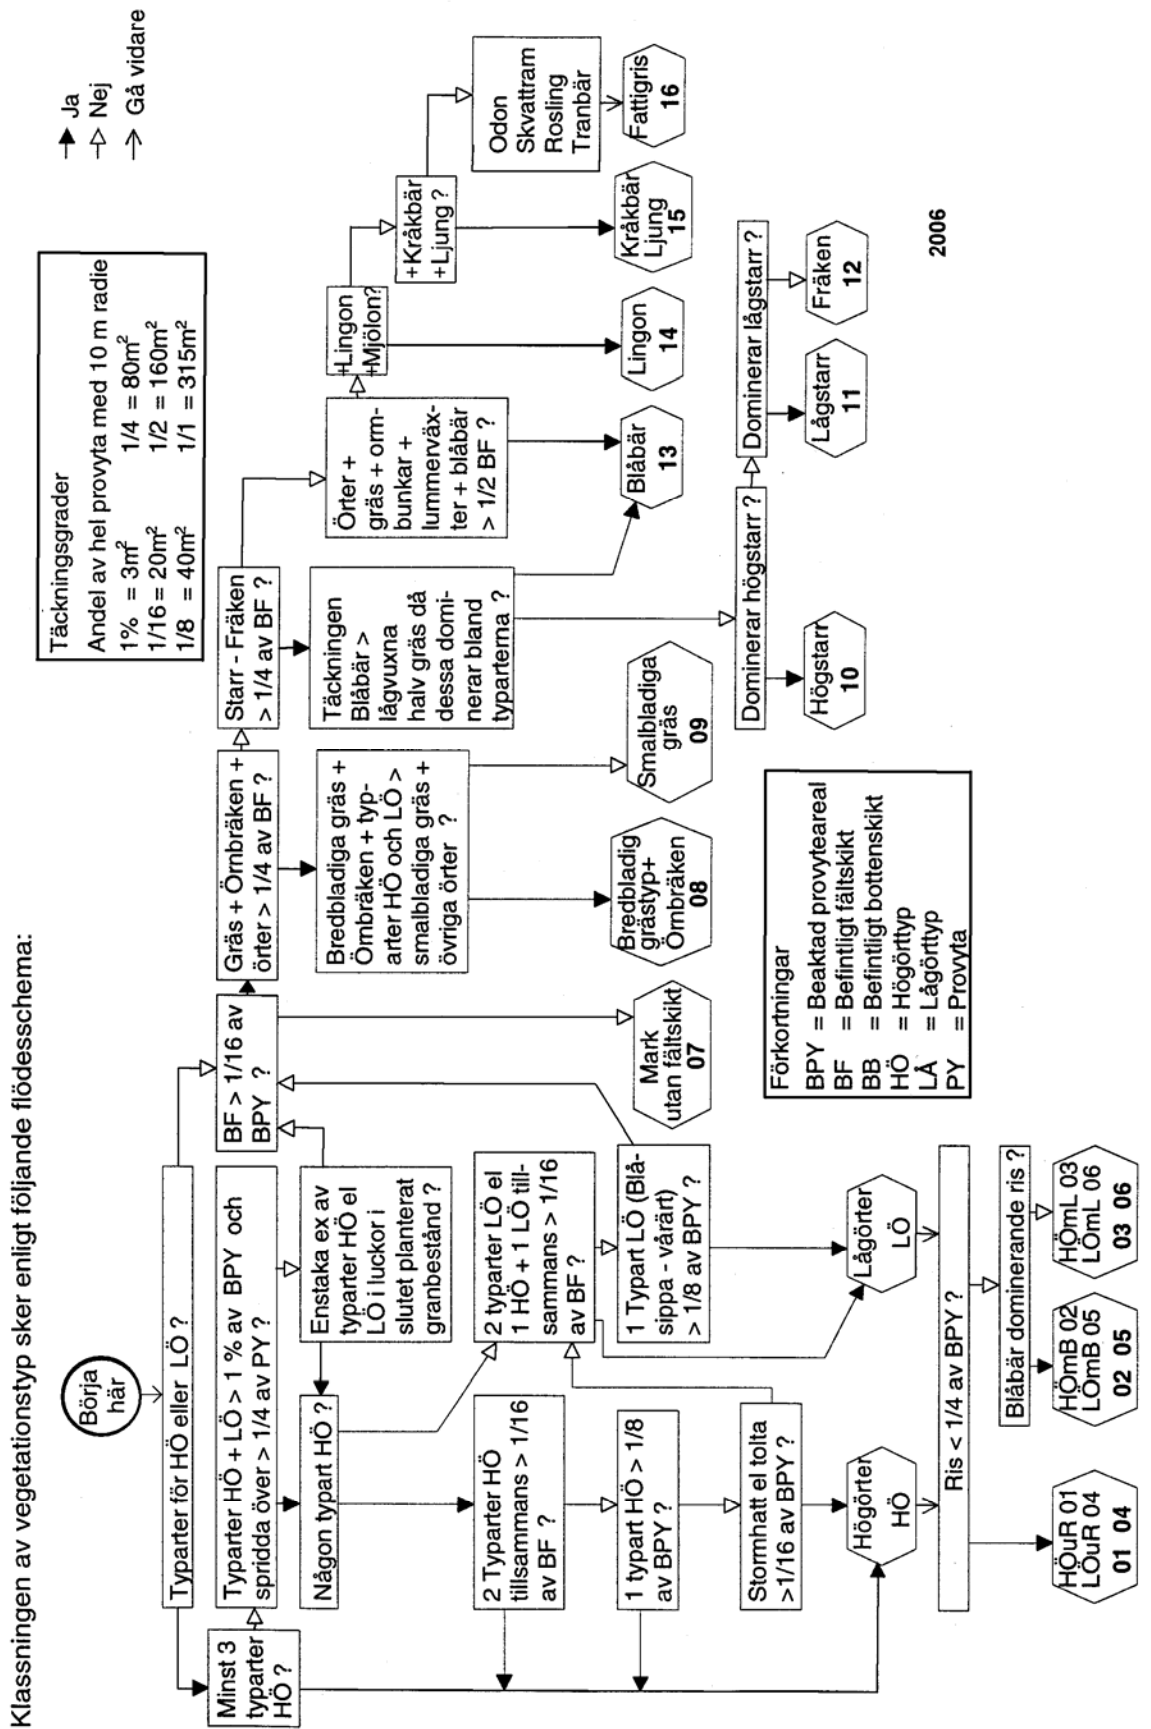 Klassningen av vegetationstyp sker enligt följande flödesschema:
Börja
här
Täckningsgrader
Andel av hel provyta med 10 m radie
1% = 3m²
1/4 = 80m²
1/16 = 20m²
1/2 = 160m²
1/8 = 40m²
1/1 = 315m²
Ja
Nej
Gå vidare
Typarter för HÖ eller LÖ ?
Minst 3
typarter
HÖ ?
Typarter HÖ + LÖ > 1 % av BPY och
spridda över > 1/4 av PY ?
BF > 1/16 av
BPY ?
Gräs + Örnbräken +
örter > 1/4 av BF ?
Starr - Fräken
> 1/4 av BF ?
Någon typart HÖ ?
Enstaka ex av
typarter HÖ el
LÖ i luckor i
slutet planterat
granbestånd ?
Bredbladiga gräs +
Örnbräken + typ-
arter HÖ och LÖ >
smalbladiga gräs +
övriga örter ?
Täckningen
Blåbär >
lågvuxna
halv gräs då
dessa domi-
nerar bland
typarterna ?
Örter +
gräs + orm-
bunkar +
lummerväx-
ter + blåbär
> 1/2 BF ?
+Lingon
+Mjölon?
+Kråkbär
+Ljung ?
Odon
Skvattram
Rosling
Tranbär
2 Typarter HÖ
tillsammans > 1/16
av BF ?
2 typarter LÖ el
1 HÖ + 1 LÖ till-
sammans > 1/16
av BF ?
1 typart HÖ > 1/8
av BPY ?
1 Typart LÖ (Blå-
sippa - vårärt)
> 1/8 av BPY ?
Mark
utan fältskikt
07
Bredbladig
grästyp+
Örnbräken
08
Smalbladiga
gräs
09
Blåbär
13
Lingon
14
Kråkbär
Ljung
15
Fattigris
16
Stormhatt el tolta
>1/16 av BPY ?
Dominerar högstarr ?
Dominerar lågstarr ?
Högstarr
10
Lågstarr
11
Fräken
12
Högörter
HÖ
Lågörter
LÖ
Förkortningar
BPY = Beaktad provyteareal
BF = Befintligt fältskikt
BB = Befintligt bottenskikt
HÖ = Högörttyp
LÅ = Lågörttyp
PY = Provyta
2006
Ris < 1/4 av BPY ?
Blåbär dominerande ris ?
HÖuR 01
LÖuR 04
01 04
HÖmB 02
LÖmB 05
02 05
HÖmL 03
LÖmL 06
03 06